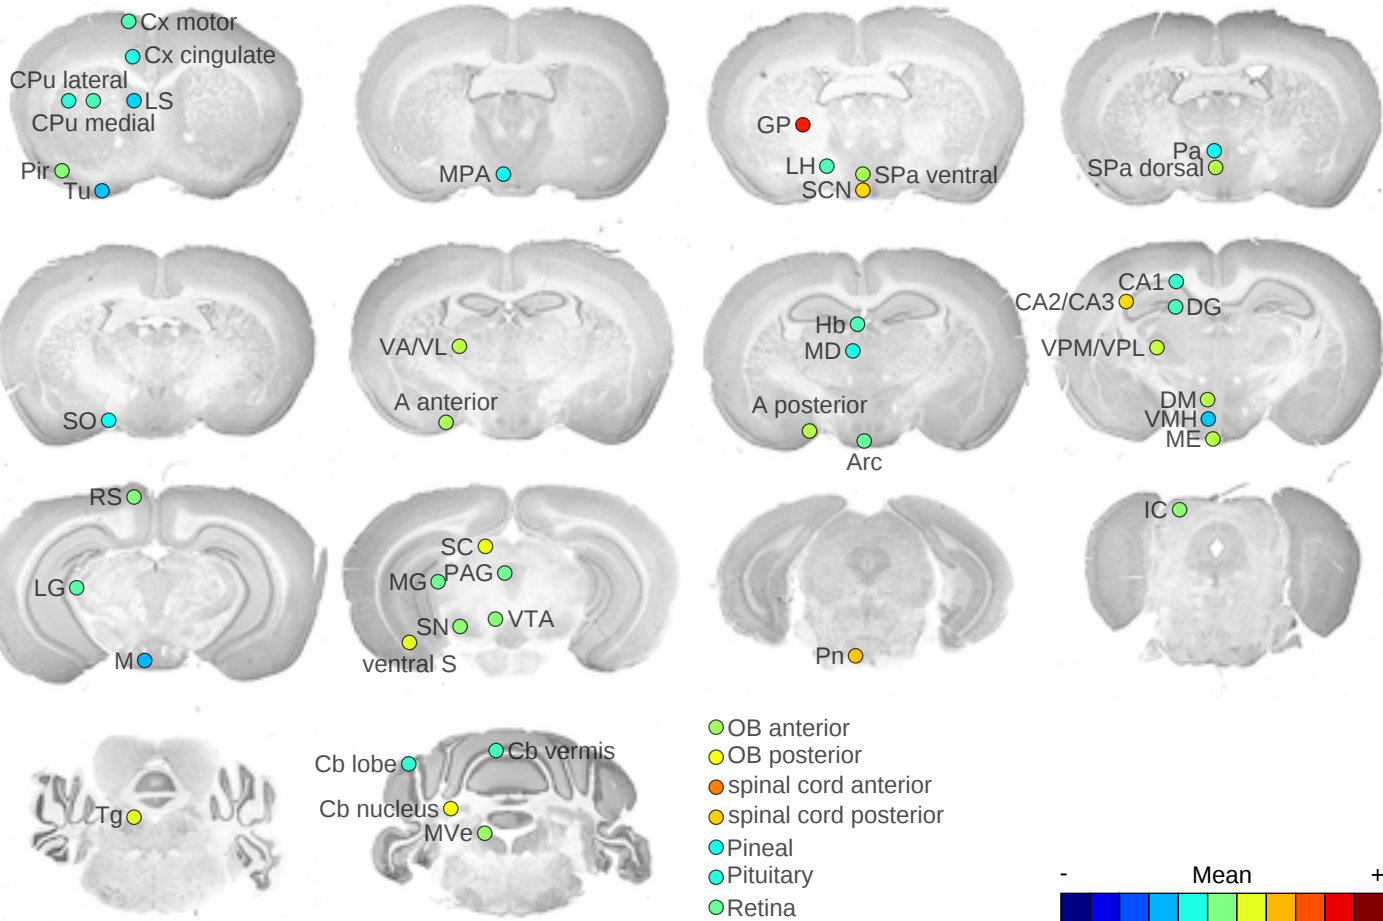 Cx motor
Cx cingulate
CPu lateral
LS
CPu medial
Pir
Tu
MPA
GP
LH
SPa ventral
SCN
Pa
SPa dorsal
SO
VA/VL
A anterior
Hb
MD
A posterior
Arc
CA1
CA2/CA3
DG
VPM/VPL
DM
VMH
ME
RS
LG
M
SC
MG
PAG
SN
VTA
ventral S
Pn
IC
Tg
Cb lobe
Cb vermis
Cb nucleus
MVe
OB anterior
OB posterior
spinal cord anterior
spinal cord posterior
Pineal
Pituitary
Retina
- Mean +